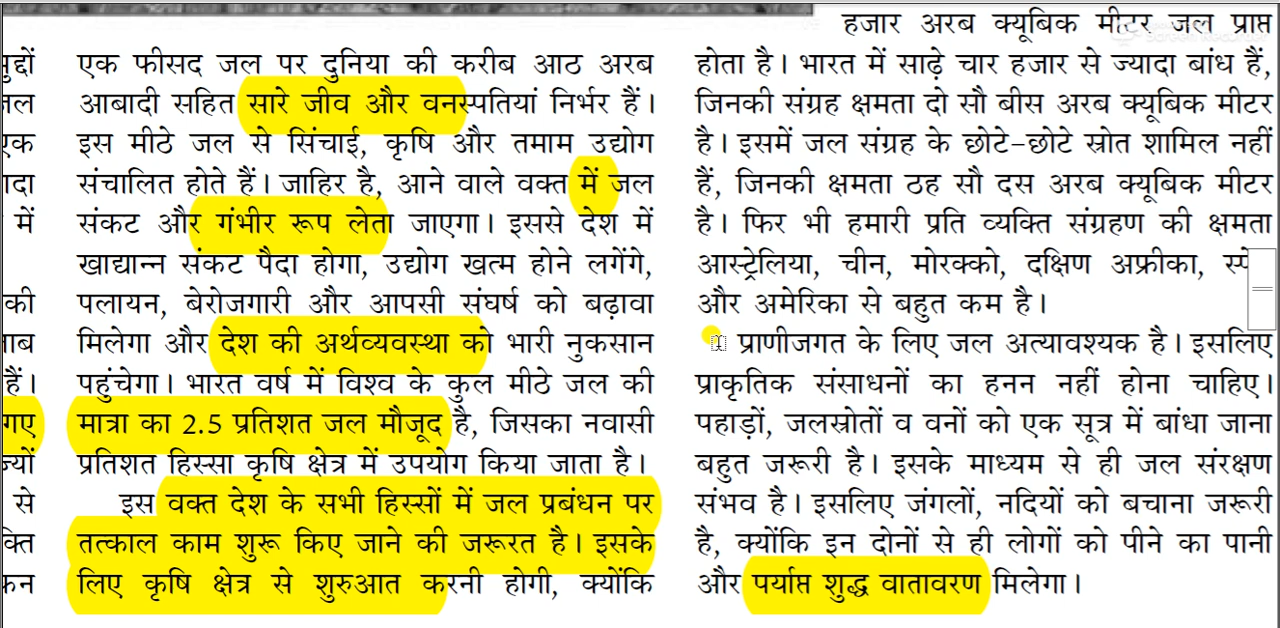 मुद्दों
जल
एक
में
की
हैं।
गए
ज्यों
से
एक फीसद जल पर दुनिया की करीब आठ अरब
आबादी सहित सारे जीव और वनस्पतियां निर्भर हैं।
इस मीठे जल से सिंचाई, कृषि और तमाम उद्योग
संचालित होते हैं। जाहिर है, आने वाले वक्त में जल
संकट और गंभीर रूप लेता जाएगा। इससे देश में
खाद्यान्न संकट पैदा होगा, उद्योग खत्म होने लगेंगे,
पलायन, बेरोजगारी और आपसी संघर्ष को बढ़ावा
मिलेगा और देश की अर्थव्यवस्था को भारी नुकसान
पहुंचेगा। भारत वर्ष में विश्व के कुल मीठे जल की
मात्रा का 2.5 प्रतिशत जल मौजूद है, जिसका नवासी
प्रतिशत हिस्सा कृषि क्षेत्र में उपयोग किया जाता है।
इस वक्त देश के सभी हिस्सों में जल प्रबंधन पर
तत्काल काम शुरू किए जाने की जरूरत है। इसके
लिए कृषि क्षेत्र से शुरुआत करनी होगी, क्योंकि
हजार अरब क्यूबिक मीटर जल प्राप्त
होता है। भारत में साढ़े चार हजार से ज्यादा बांध हैं,
जिनकी संग्रह क्षमता दो सौ बीस अरब क्यूबिक मीटर
है। इसमें जल संग्रह के छोटे-छोटे स्रोत शामिल नहीं
हैं, जिनकी क्षमता ठह सौ दस अरब क्यूबिक मीटर
है। फिर भी हमारी प्रति व्यक्ति संग्रहण की क्षमता
आस्ट्रेलिया, चीन, मोरक्को, दक्षिण अफ्रीका,
और अमेरिका से बहुत कम है।
प्राणीजगत के लिए जल अत्यावश्यक है। इसलिए
प्राकृतिक संसाधनों का हनन नहीं होना चाहिए।
पहाड़ों, जलस्रोतों व वनों को एक सूत्र में बांधा जाना
बहुत जरूरी है। इसके माध्यम से ही जल संरक्षण
संभव है। इसलिए जंगलों, नदियों को बचाना जरूरी
है, क्योंकि इन दोनों से ही लोगों को पीने का पानी
और पर्याप्त शुद्ध वातावरण मिलेगा।